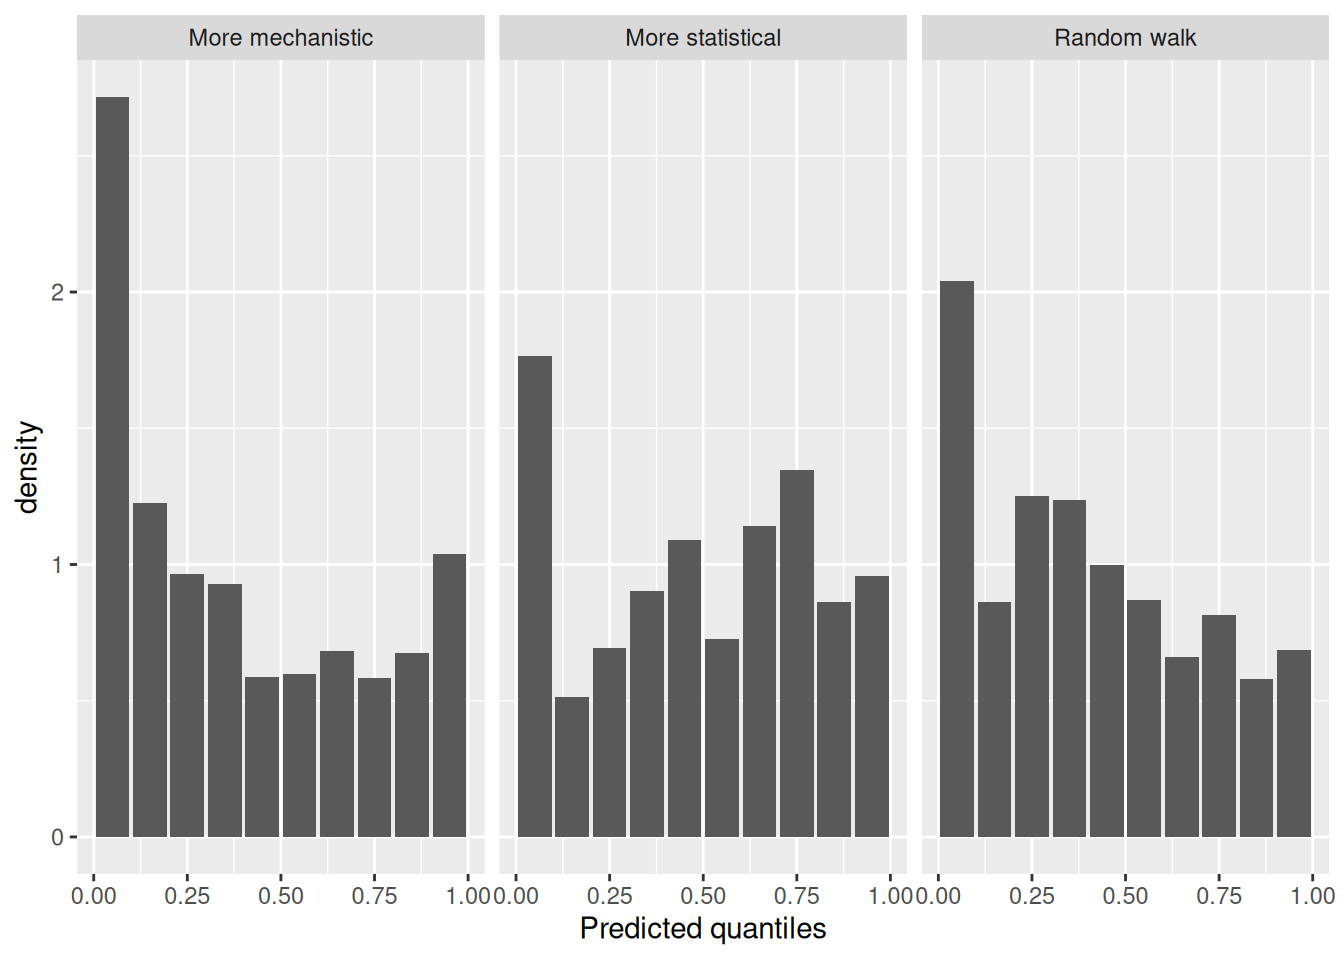 More mechanistic
More statistical
Random walk
density
2
1
0
0.00 0.25 0.50 0.75 1.00
0.00 0.25 0.50 0.75 1.00
0.00 0.25 0.50 0.75 1.00
Predicted quantiles